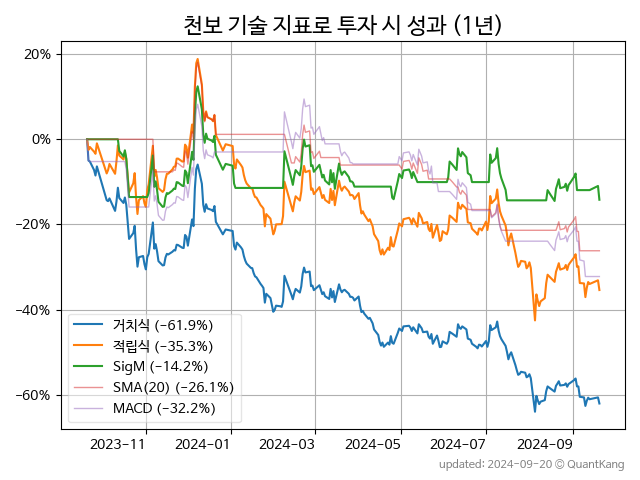 천보 기술 지표로 투자 시 성과 (1년)
20%
0%
−20%
−40%
−60%
거치식 (−61.9%)
적립식 (−35.3%)
SigM (−14.2%)
SMA(20) (−26.1%)
MACD (−32.2%)
2023−11 2024−01 2024−03 2024−05 2024−07 2024−09
updated: 2024−09−20 @ QuantKang